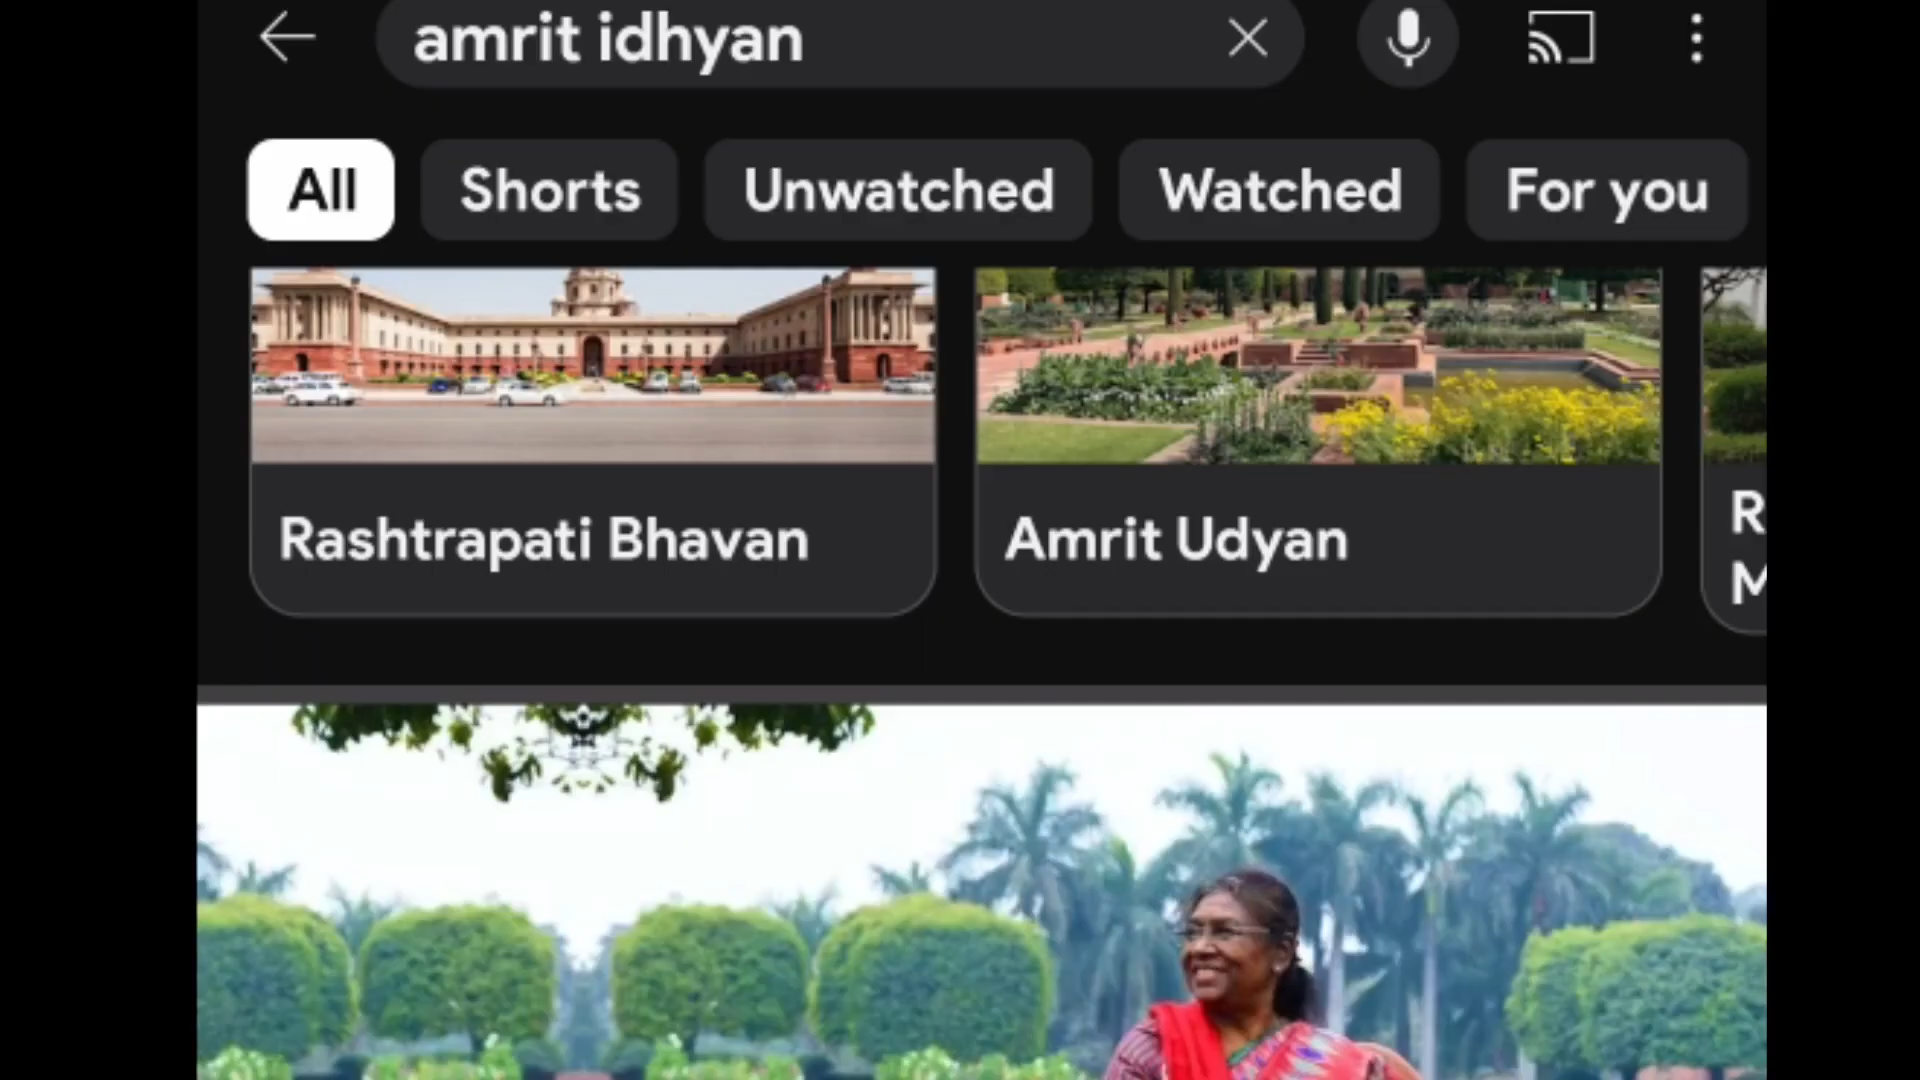 amrit idhyan
All Shorts Unwatched Watched For you
Rashtrapati Bhavan
Amrit Udyan